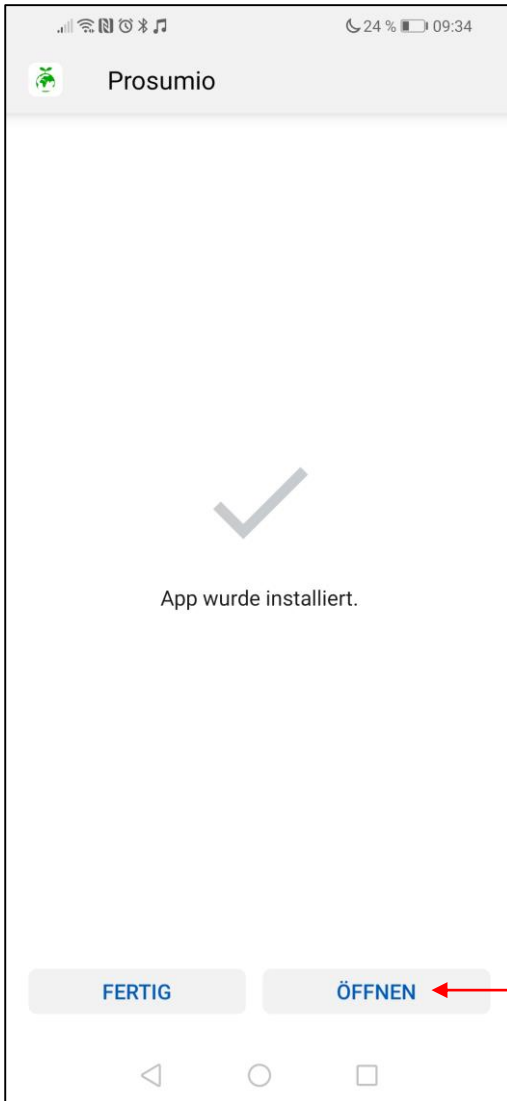 24 % 09:34
Prosumio
App wurde installiert.
FERTIG
ÖFFNEN